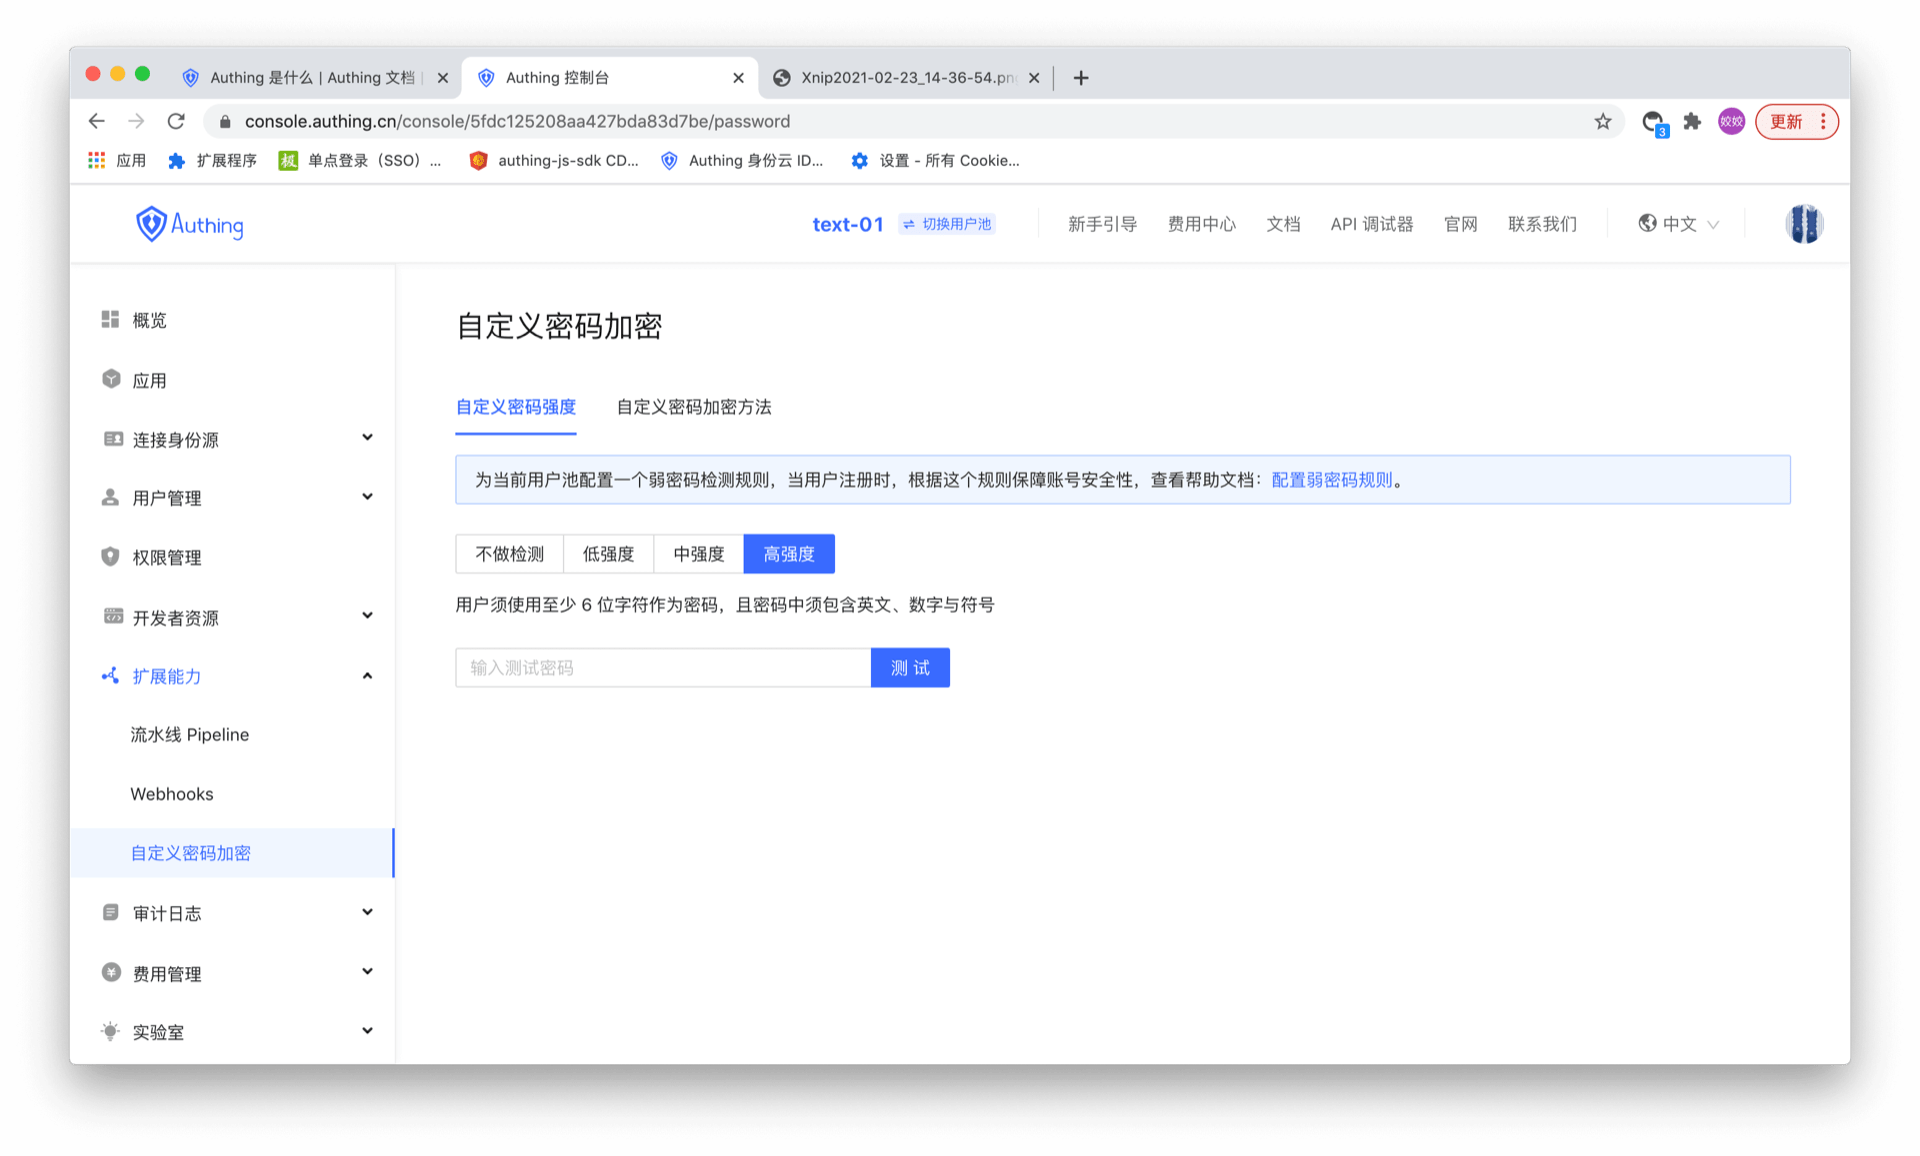 Authing 是什么 | Authing 文档
Authing 控制台
Xnip2021-02-23_14-36-54.pn
console.authing.cn/console/5fdc125208aa427bda83d7be/password
3
姣姣
更新
应用
扩展程序
极
单点登录（SSO）...
authing-js-sdk CD...
Authing 身份云 ID...
设置 - 所有 Cookie...
Authing
text-01
切换用户池
新手引导
费用中心
文档
API 调试器
官网
联系我们
中文
概览
应用
连接身份源
用户管理
权限管理
开发者资源
扩展能力
流水线 Pipeline
Webhooks
自定义密码加密
审计日志
费用管理
实验室
自定义密码加密
自定义密码强度
自定义密码加密方法
为当前用户池配置一个弱密码检测规则，当用户注册时，根据这个规则保障账号安全性，查看帮助文档：配置弱密码规则。
不做检测
低强度
中强度
高强度
用户须使用至少 6 位字符作为密码，且密码中须包含英文、数字与符号
输入测试密码
测 试